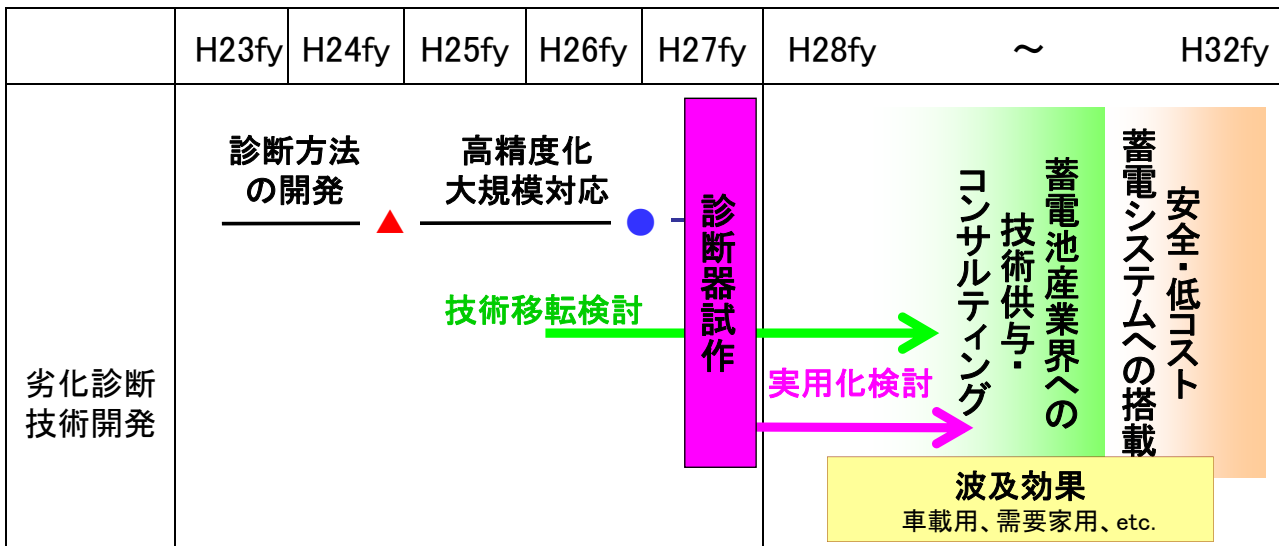 H23fy
H24fy
H25fy
H26fy
H27fy
H28fy
～
H32fy
劣化診断
技術開発
診断方法
の開発
高精度化
大規模対応
診断器試作
技術移転検討
実用化検討
蓄電池産業界への
技術供与・
コンサルティング
安全・低コスト
蓄電システムへの搭載
波及効果
車載用、需要家用、etc.